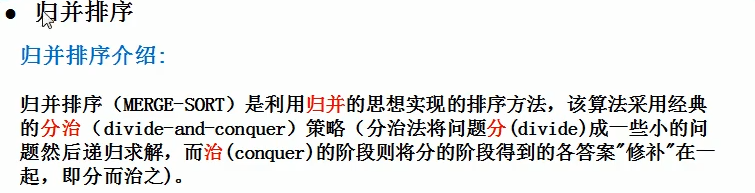 ● 归并排序
归并排序介绍:
归并排序（MERGE-SORT）是利用归并的思想实现的排序方法，该算法采用经典
的分治（divide-and-conquer）策略（分治法将问题分(divide)成一些小的问
题然后递归求解，而治(conquer)的阶段则将分的阶段得到的各答案"修补"在一
起，即分而治之)。